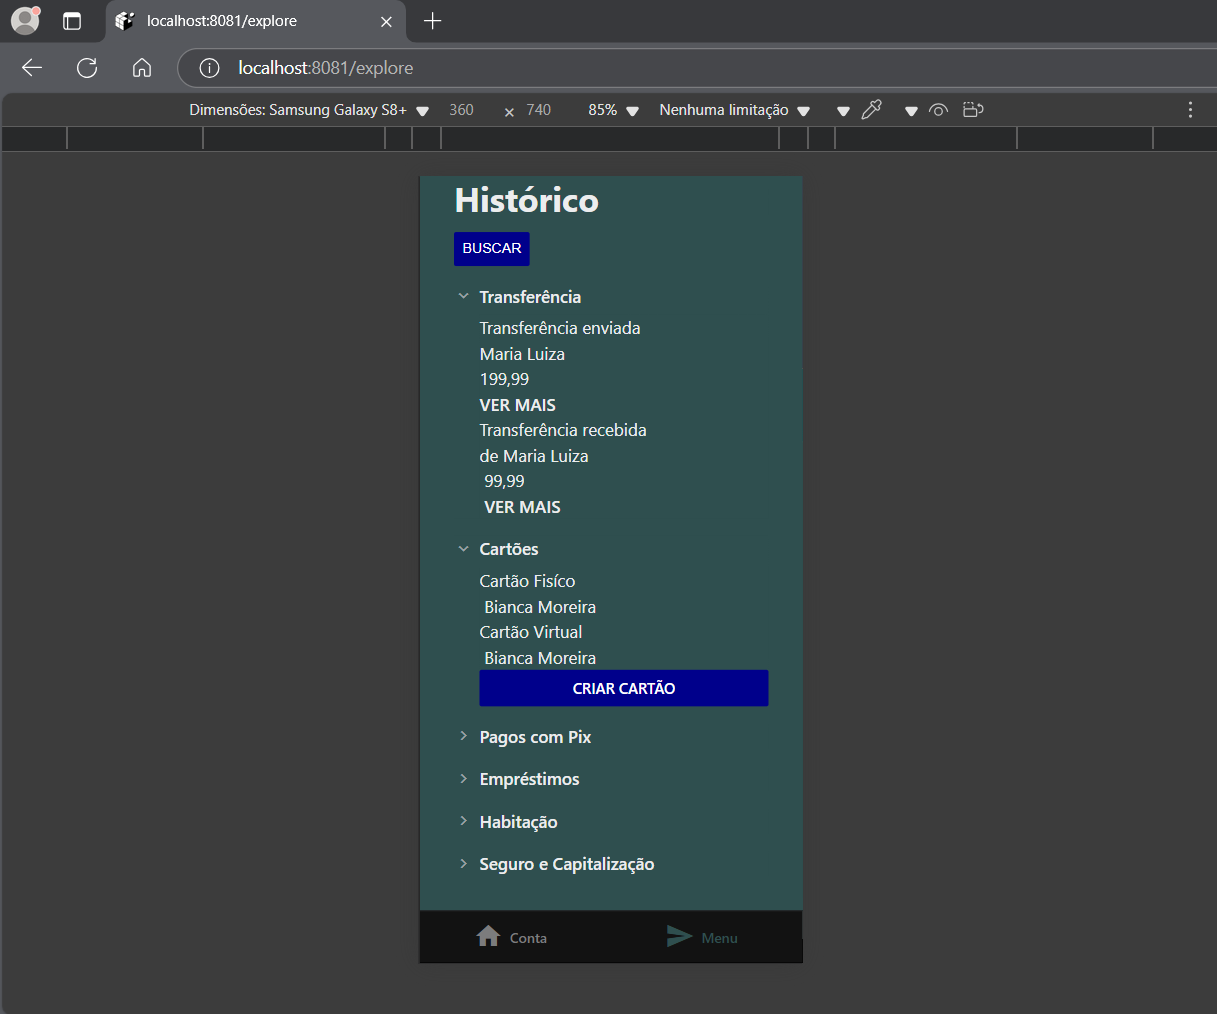 localhost:8081/explore
localhost:8081/explore
Dimensões: Samsung Galaxy S8+ 360 × 740 85% Nenhuma limitação
Histórico
BUSCAR
Transferência
Transferência enviada
Maria Luiza
199,99
VER MAIS
Transferência recebida
de Maria Luiza
99,99
VER MAIS
Cartões
Cartão Fisíco
Bianca Moreira
Cartão Virtual
Bianca Moreira
CRIAR CARTÃO
Pagos com Pix
Empréstimos
Habitação
Seguro e Capitalização
Conta Menu